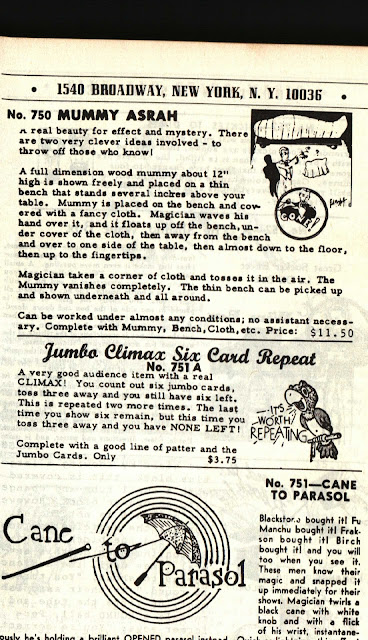 • 1540 BROADWAY, NEW YORK, N. Y. 10036 •
No. 750 MUMMY ASRAH
A real beauty for effect and mystery. There
are two very clever ideas involved - to
throw off those who know!
A full dimension wood mummy about 12"
high is shown freely and placed on a thin
bench that stands several inches above your
table. Mummy is placed on the bench and cov-
ered with a fancy cloth. Magician waves his
hand over it, and it floats up off the bench, un-
der cover of the cloth, then away from the bench
and over to one side of the table, then almost down to the floor,
then up to the fingertips.
Magician takes a corner of cloth and tosses it in the air. The
Mummy vanishes completely. The thin bench can be picked up
and shown underneath and all around.
Can be worked under almost any conditions; no assistant necess-
ary. Complete with Mummy, Bench, Cloth, etc. Price: $11.50
Jumbo Climax Six Card Repeat
No. 751A
A very good audience item with a real
CLIMAX! You count out six jumbo cards,
toss three away and you still have six left.
This is repeated two more times. The last
time you show six remain, but this time you
toss three away and you have NONE LEFT!
Complete with a good line of patter and the
Jumbo Cards. Only $3.75
-IT'S
WORTH
REPEATING
Cane
to
Parasol
No. 751—CANE
TO PARASOL
Blackstone bought it! Fu
Manchu bought it! Frak-
son bought it! Birch
bought it! and you will
too when you see it.
These men know their
magic and snapped it
up immediately for their
shows. Magician twirls a
black cane with white
knob and with a flick
of his wrist, instantane-
ously he's holding a brilliant OPENED parasol instead.